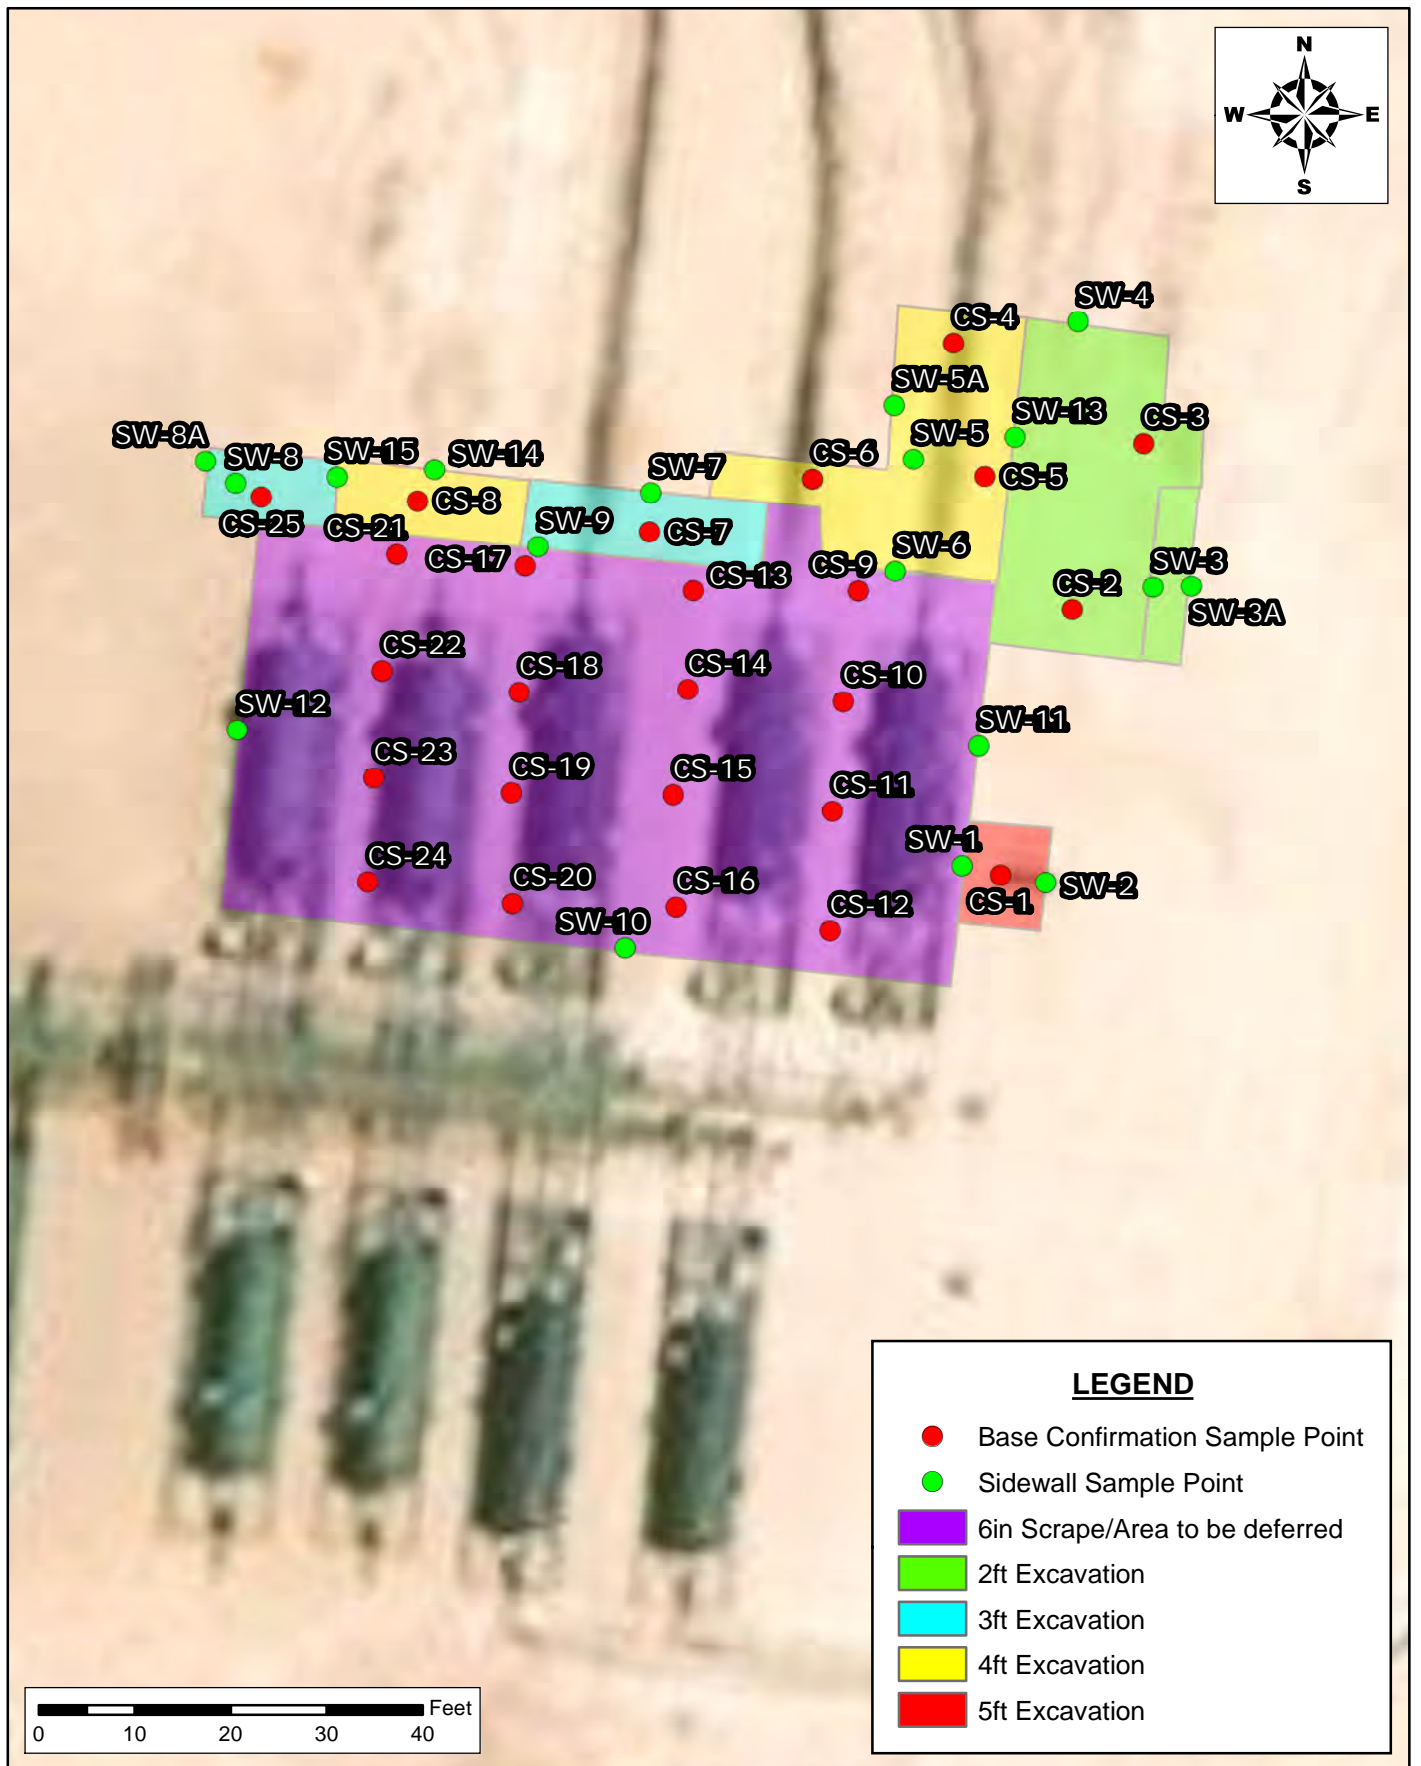 N
W E
S
SW-4
CS-4
SW-5A
SW-13
CS-3
SW-8A
SW-15
SW-14
SW-5
CS-6
SW-8
SW-7
CS-5
CS-8
CS-25
CS-21
SW-9
CS-7
SW-6
CS-17
CS-9
SW-3
CS-13
CS-2
SW-3A
CS-22
CS-18
CS-14
CS-10
SW-12
SW-11
CS-23
CS-19
CS-15
CS-11
SW-1
CS-24
CS-20
CS-16
SW-2
CS-1
SW-10
CS-12
LEGEND
Base Confirmation Sample Point
Sidewall Sample Point
6in Scrape/Area to be deferred
2ft Excavation
3ft Excavation
4ft Excavation
5ft Excavation
Feet
0 10 20 30 40